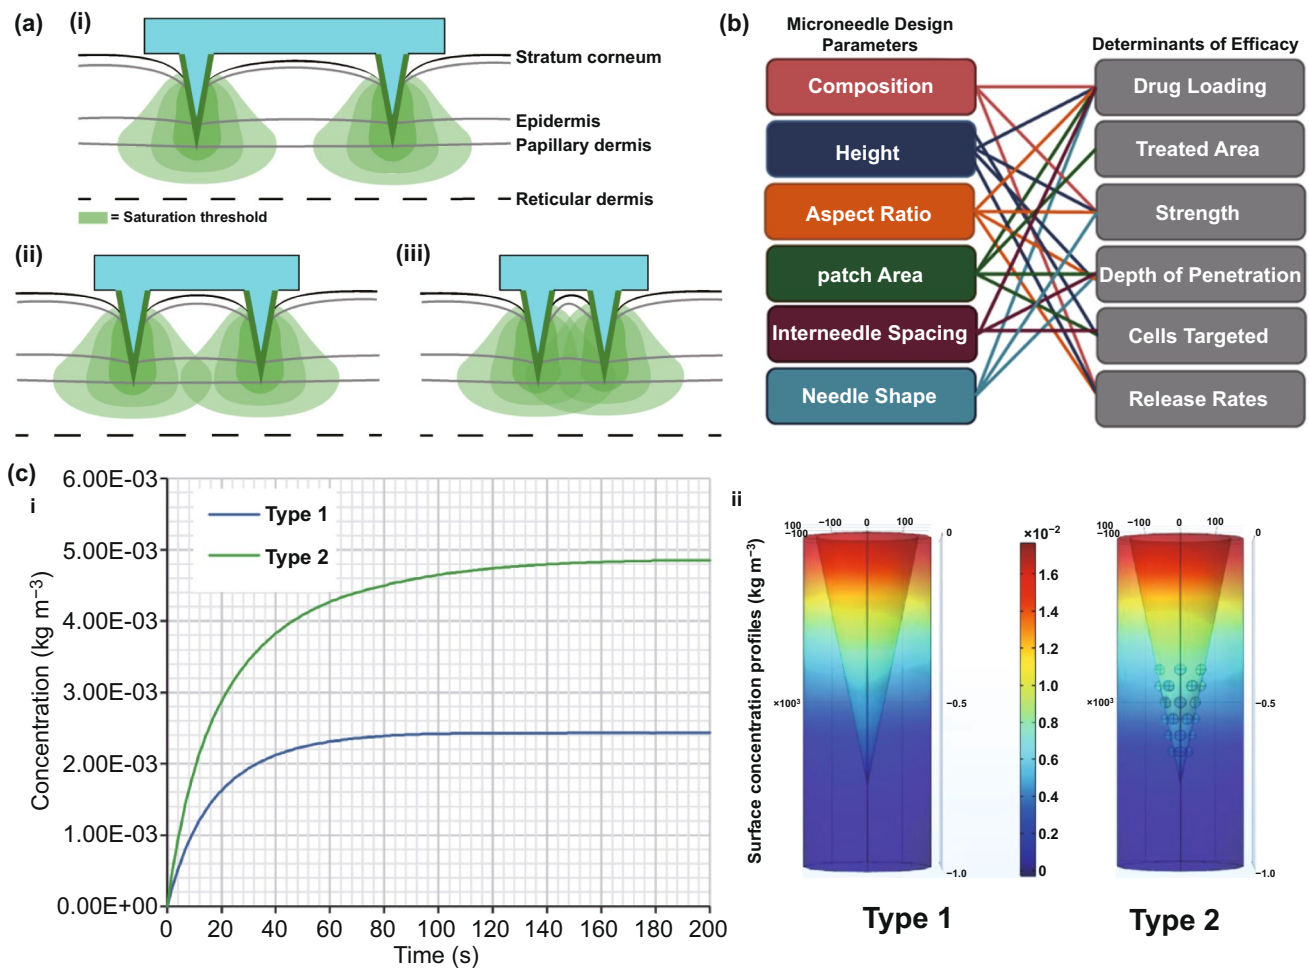 (a) (i)
Stratum corneum
Epidermis
Papillary dermis
Reticular dermis
= Saturation threshold
(ii)
(iii)
(b)
Microneedle Design
Parameters
Determinants of Efficacy
Composition
Height
Aspect Ratio
patch Area
Interneedle Spacing
Needle Shape
Drug Loading
Treated Area
Strength
Depth of Penetration
Cells Targeted
Release Rates
(c)
i
6.00E-03
5.00E-03
4.00E-03
3.00E-03
2.00E-03
1.00E-03
0.00E+00
Concentration (kg m⁻³)
Type 1
Type 2
0 20 40 60 80 100 120 140 160 180 200
Time (s)
ii
Surface concentration profiles (kg m⁻³)
100 −100 0 100
−100
0
×10³
−0.5
−1.0
Type 1
×10⁻²
1.6
1.4
1.2
1.0
0.8
0.6
0.4
0.2
0
100 −100 0 100
−100
0
×10³
−0.5
−1.0
Type 2